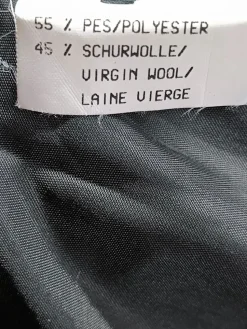 55 % PES/POLYESTER
45 % SCHURWOLLE/
VIRGIN WOOL/
LAINE VIERGE